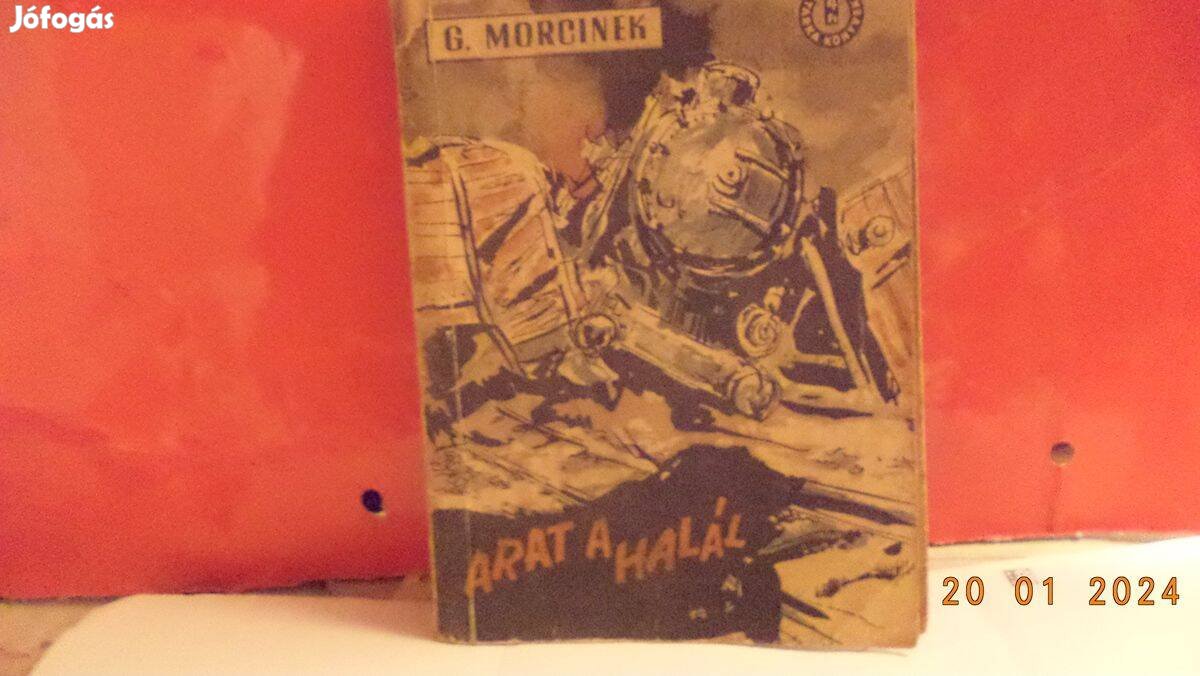 Jófogás
G. MORCINEK
ARAT A HALÁL
20 01 2024